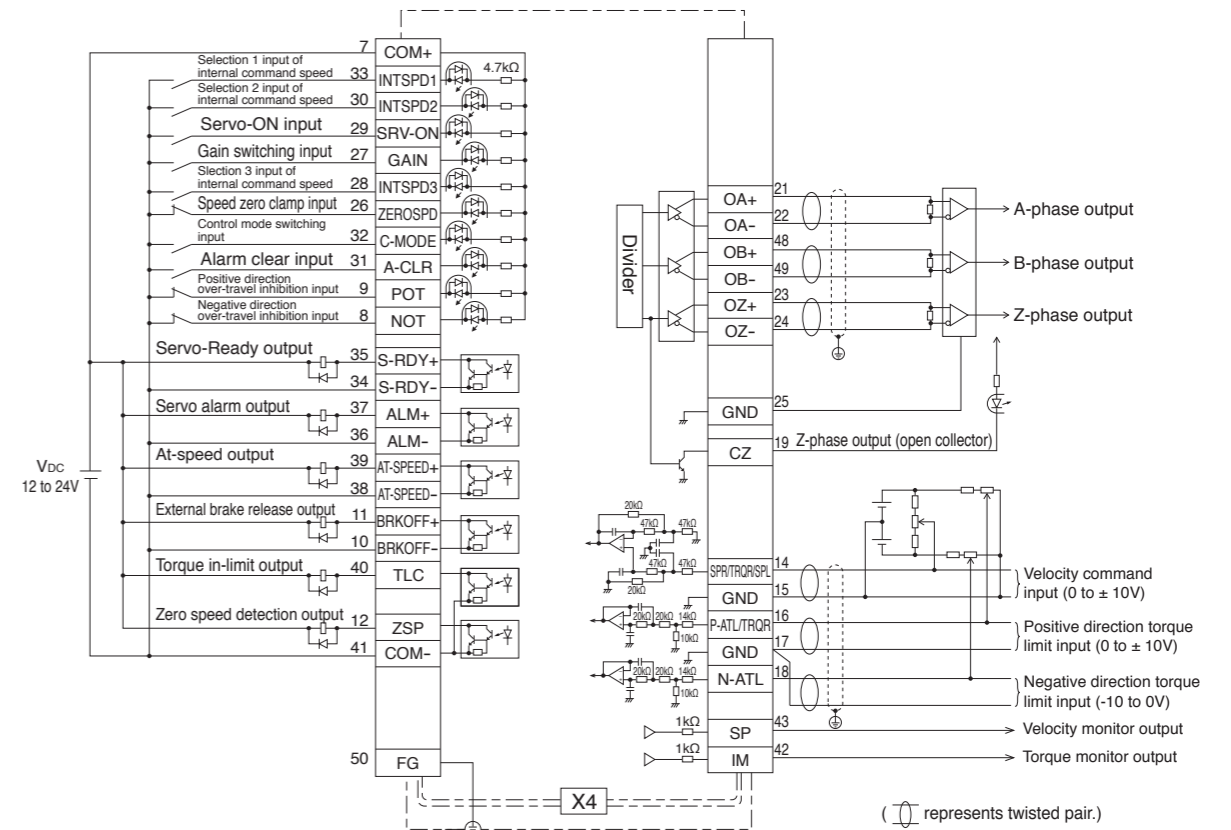 7 COM+
Selection 1 input of
internal command speed 33 INTSPD1 4.7kΩ
Selection 2 input of
internal command speed 30 INTSPD2
Servo-ON input 29 SRV-ON
Gain switching input 27 GAIN
Slection 3 input of
internal command speed 28 INTSPD3
Speed zero clamp input 26 ZEROSPD
Control mode switching
input 32 C-MODE
Alarm clear input 31 A-CLR
Positive direction
over-travel inhibition input 9 POT
Negative direction
over-travel inhibition input 8 NOT
Servo-Ready output 35 S-RDY+
34 S-RDY-
Servo alarm output 37 ALM+
36 ALM-
At-speed output 39 AT-SPEED+
38 AT-SPEED-
VDC
12 to 24V
External brake release output 11 BRKOFF+
10 BRKOFF-
Torque in-limit output 40 TLC
Zero speed detection output 12 ZSP
41 COM-
50 FG
X4
Divider
OA+ 21
OA- 22
A-phase output
OB+ 48
OB- 49
B-phase output
OZ+ 23
OZ- 24
Z-phase output
GND 25
CZ 19 Z-phase output (open collector)
20kΩ
47kΩ 47kΩ
47kΩ 47kΩ
20kΩ
SPR/TRQR/SPL 14
GND 15
Velocity command
input (0 to ± 10V)
20kΩ 20kΩ 14kΩ
10kΩ
P-ATL/TRQR 16
GND 17
Positive direction torque
limit input (0 to ± 10V)
20kΩ 20kΩ 14kΩ
10kΩ
N-ATL 18
Negative direction torque
limit input (-10 to 0V)
1kΩ SP 43 Velocity monitor output
1kΩ IM 42 Torque monitor output
( represents twisted pair.)